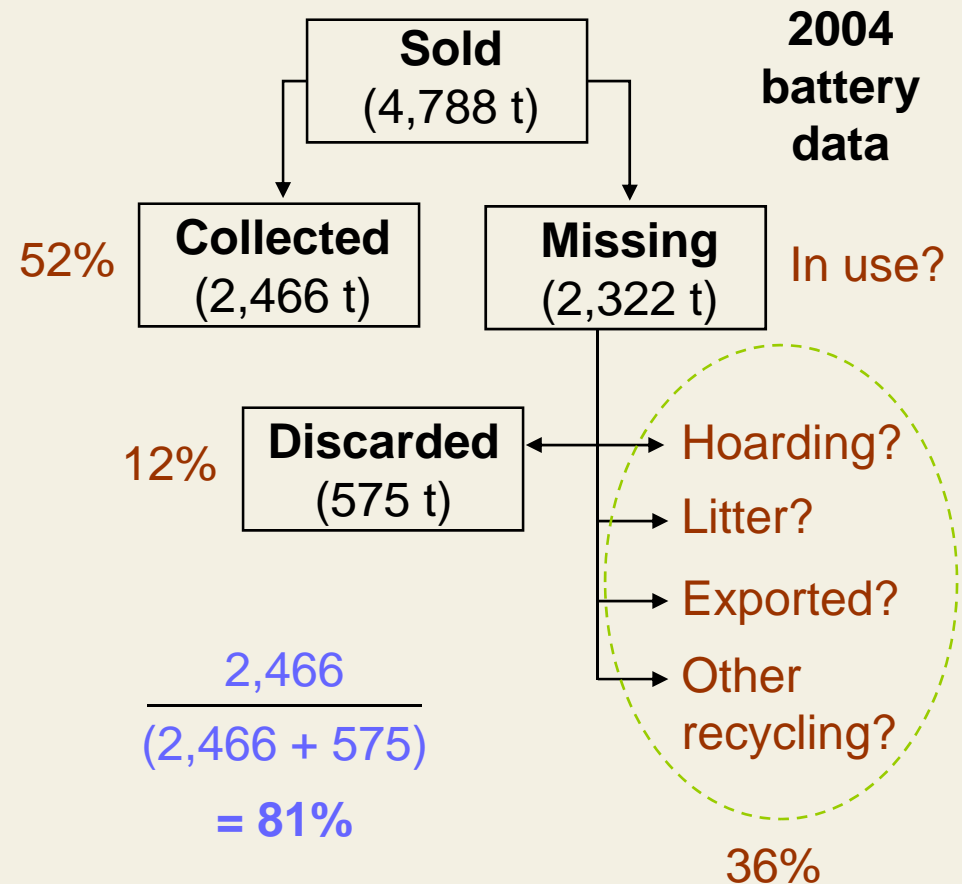 Sold
(4,788 t)
2004
battery
data
52%
Collected
(2,466 t)
Missing
(2,322 t)
In use?
12%
Discarded
(575 t)
Hoarding?
Litter?
Exported?
Other
recycling?
2,466
(2,466 + 575)
= 81%
36%